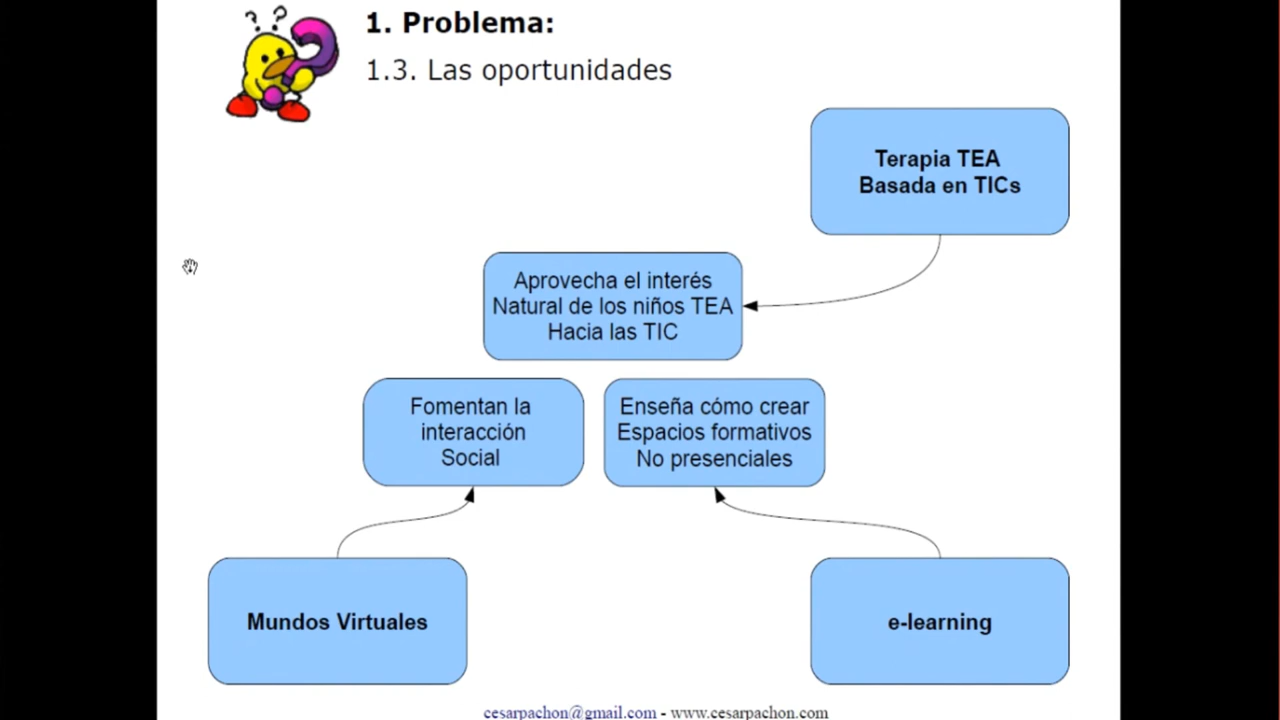 1. Problema:
1.3. Las oportunidades
Terapia TEA
Basada en TICs
Aprovecha el interés
Natural de los niños TEA
Hacia las TIC
Fomentan la
interacción
Social
Enseña cómo crear
Espacios formativos
No presenciales
Mundos Virtuales
e-learning
cesarpachon@gmail.com - www.cesarpachon.com